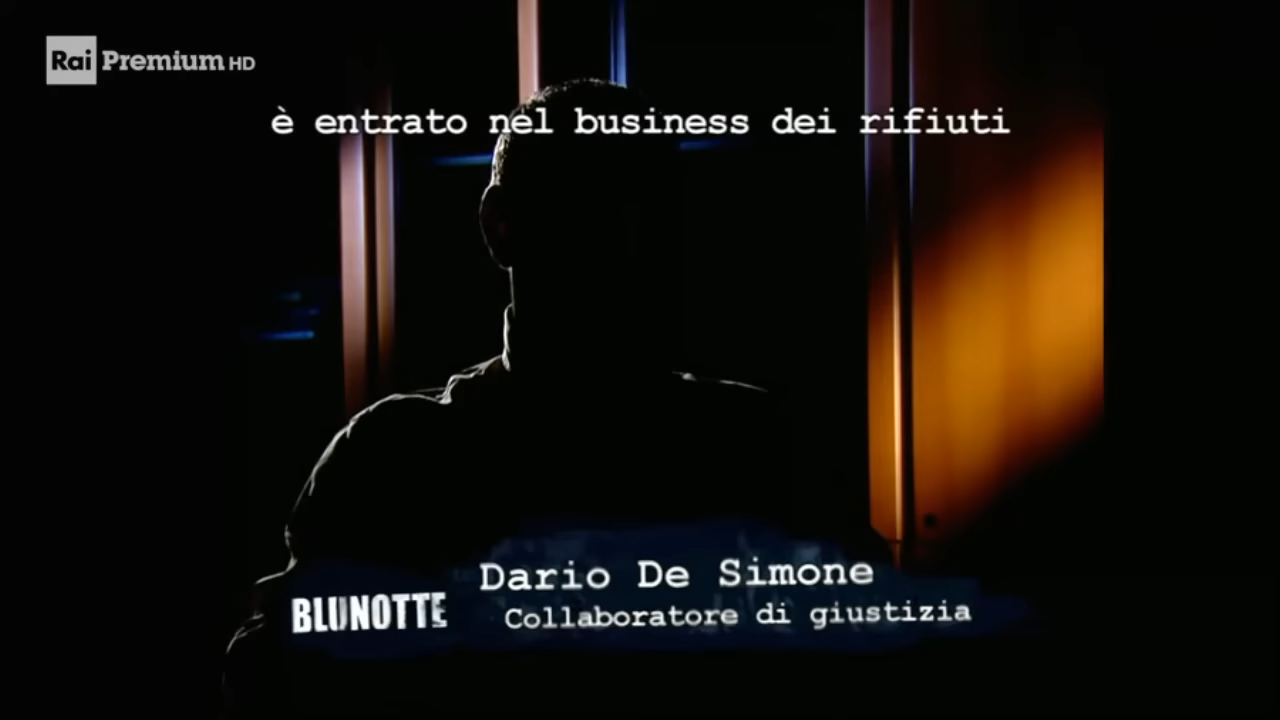 Rai Premium HD
è entrato nel business dei rifiuti
Dario De Simone
BLUNOTTE
Collaboratore di giustizia